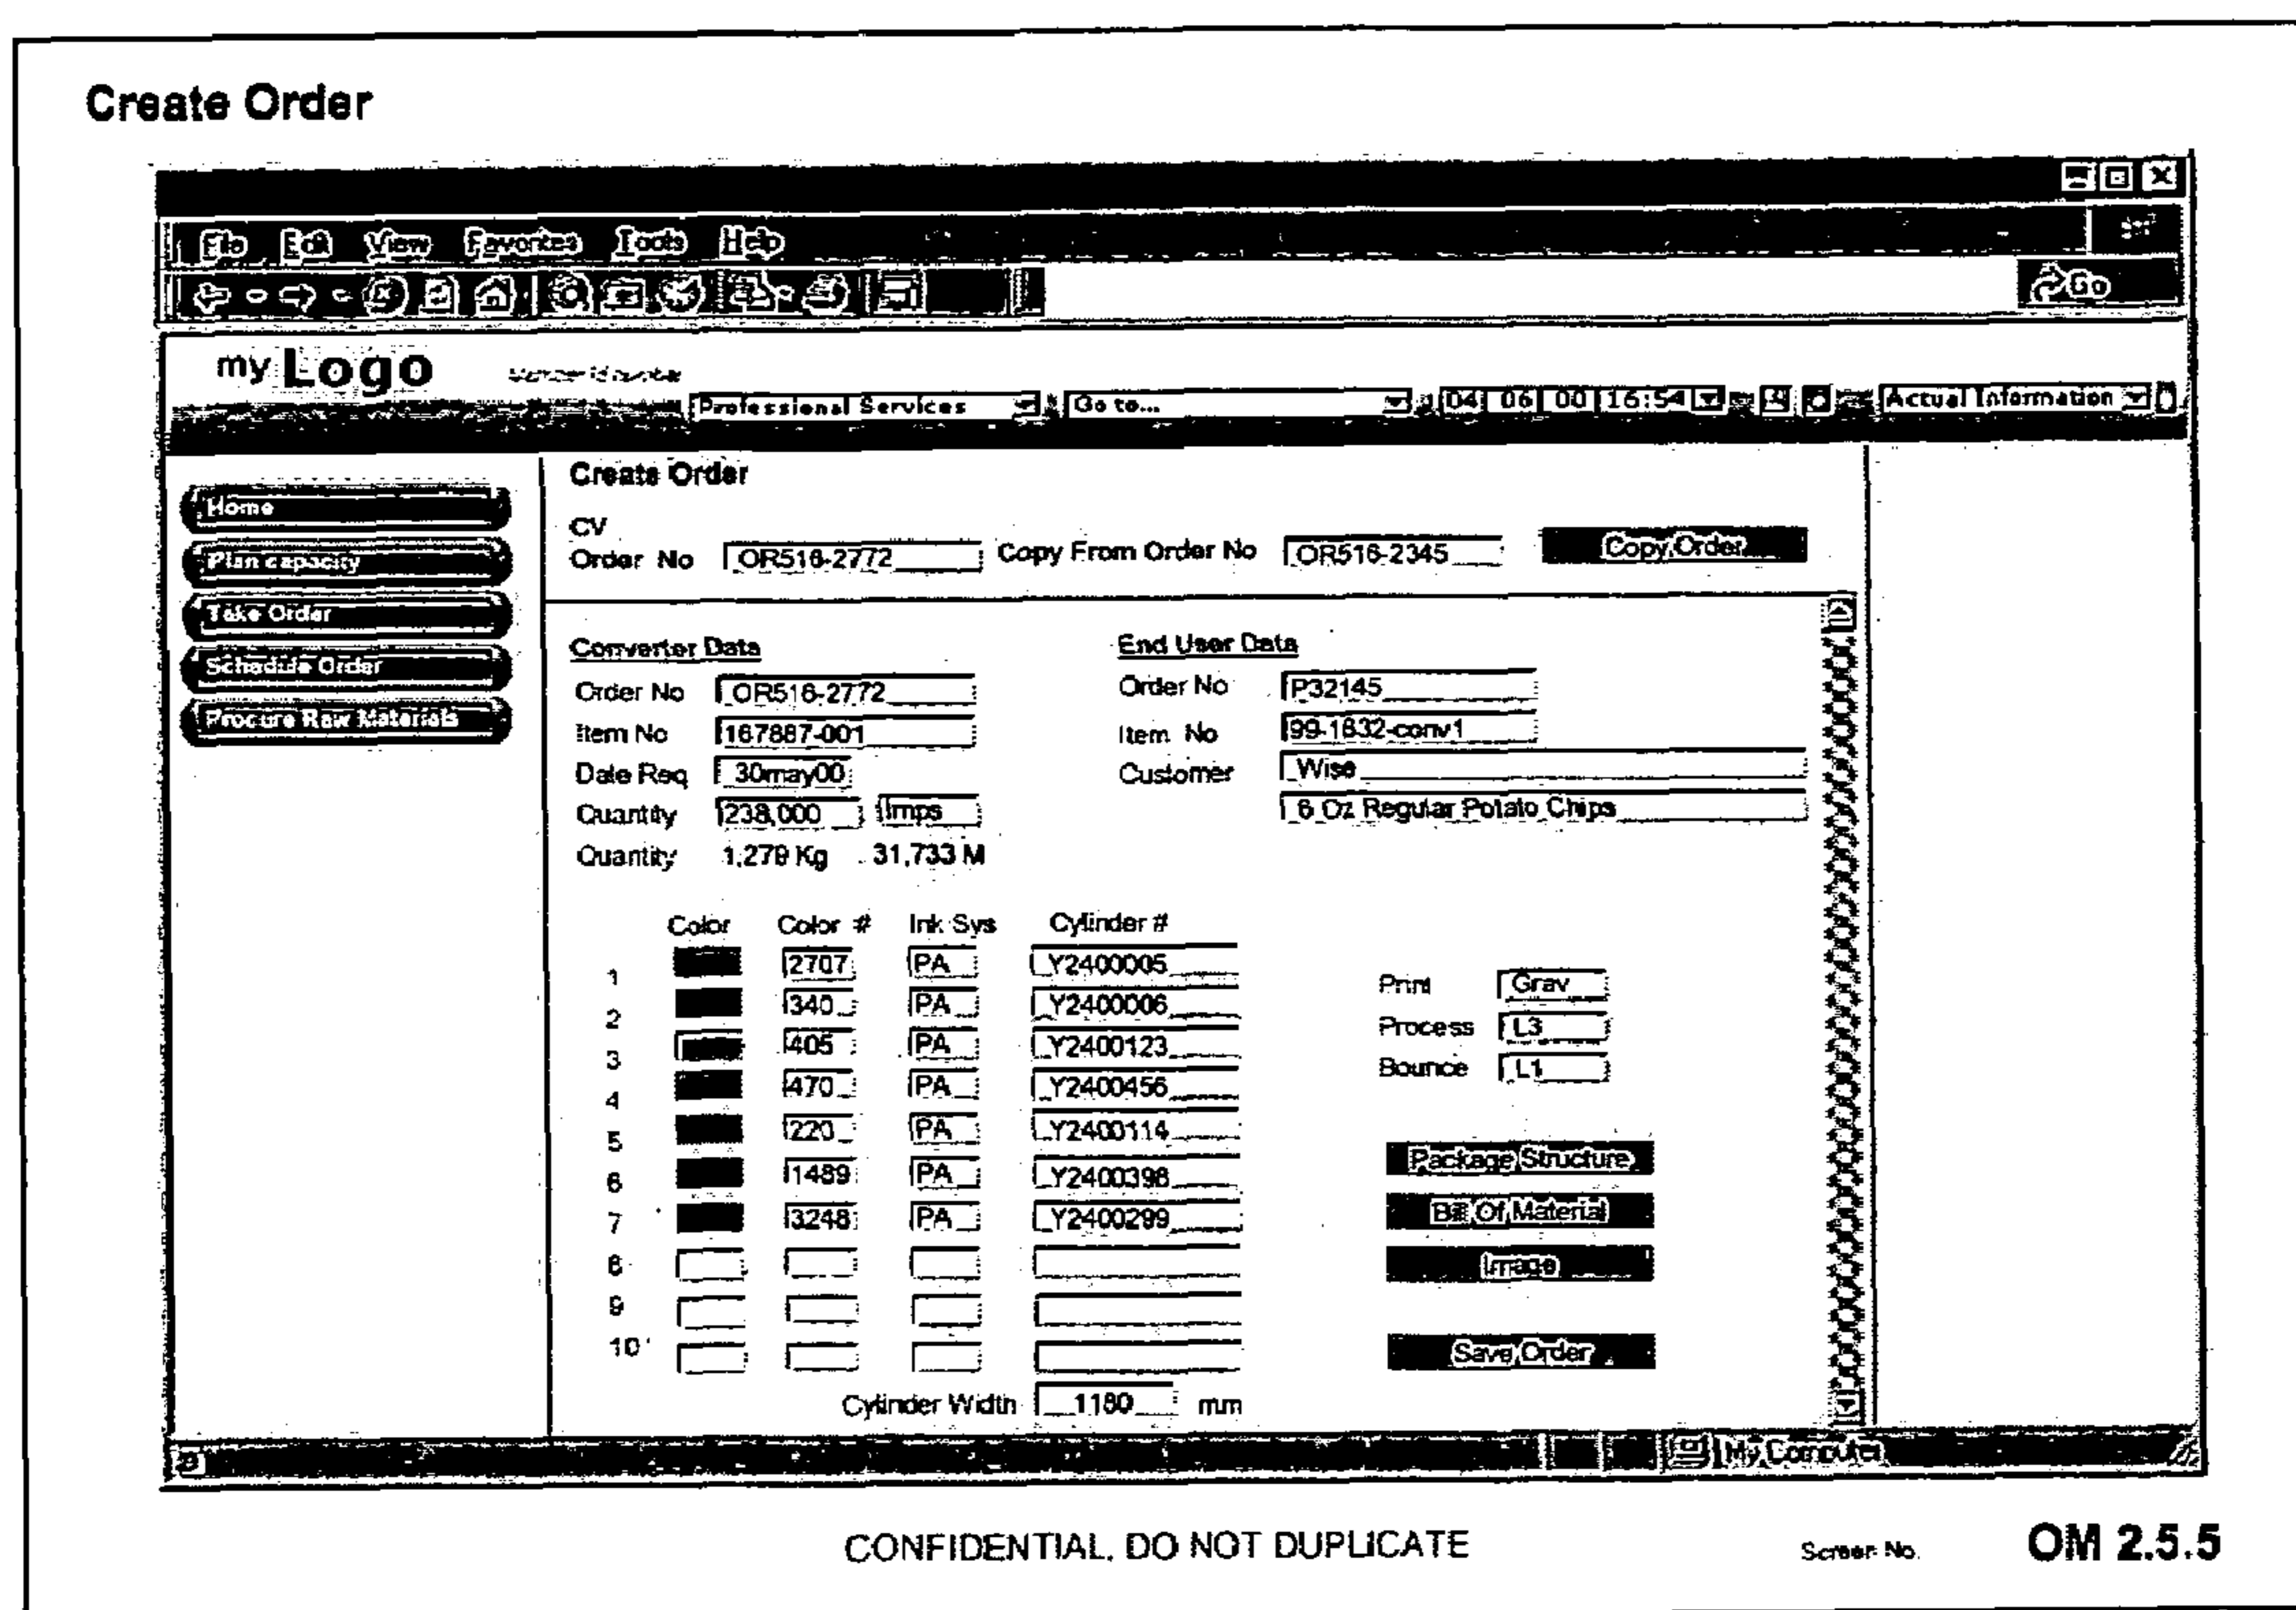 Create Order
File Edit View Favorites Tools Help
Go
my Logo Member id number
Professional Services Go to... 04 06 00 16:54 Actual Information
Home
Plan capacity
Take Order
Schedule Order
Procure Raw Materials
Create Order
CV
Order No OR516-2772 Copy From Order No OR516-2345 Copy Order
Converter Data End User Data
Order No OR516-2772 Order No P32145
Item No 167887-001 Item No 99-1632-conv1
Date Req 30may00 Customer Wise
Quantity 238,000 Imps 6 Oz Regular Potato Chips
Quantity 1,279 Kg 31,733 M
Color Color # Ink Sys Cylinder #
1 2707 PA Y2400005
2 340 PA Y2400006
3 405 PA Y2400123
4 470 PA Y2400456
5 220 PA Y2400114
6 1489 PA Y2400398
7 3248 PA Y2400299
8
9
10
Print Grav
Process L3
Bounce L1
Package Structure
Bill Of Material
Image
Save Order
Cylinder Width 1180 mm
My Computer
CONFIDENTIAL, DO NOT DUPLICATE Screen No. OM 2.5.5